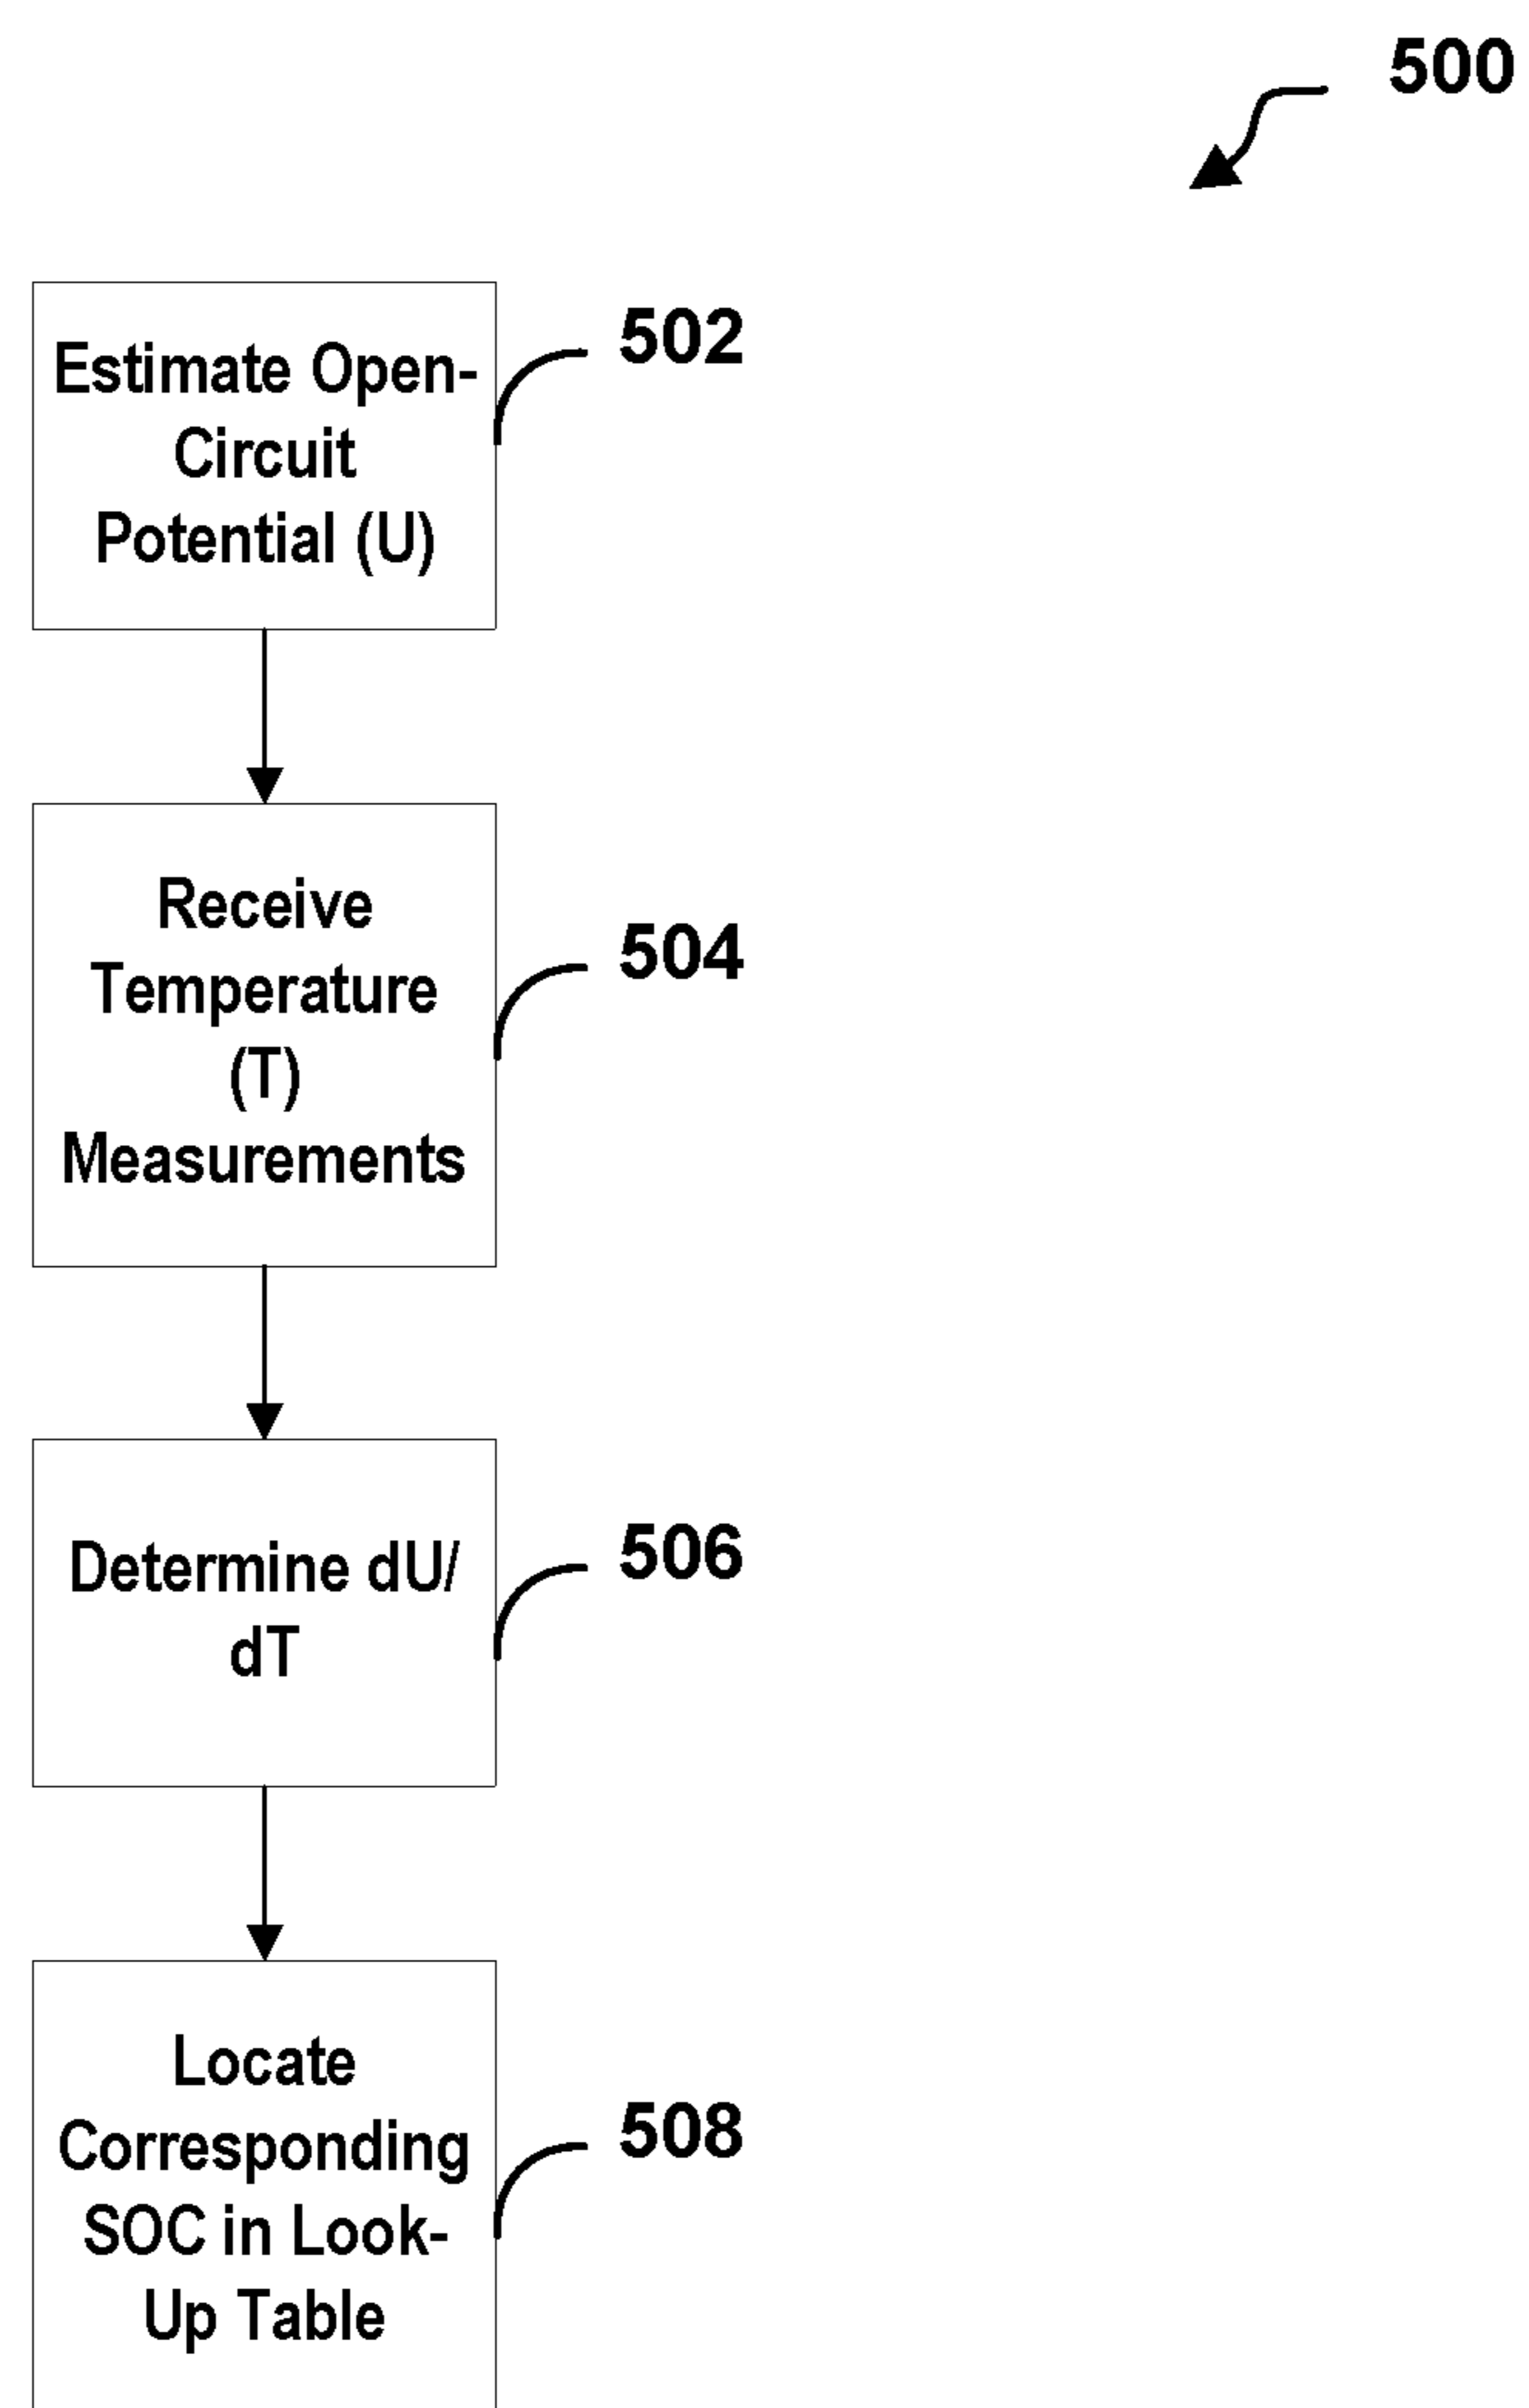 500
Estimate Open-
Circuit
Potential (U)
502
Receive
Temperature
(T)
Measurements
504
Determine dU/
dT
506
Locate
Corresponding
SOC in Look-
Up Table
508